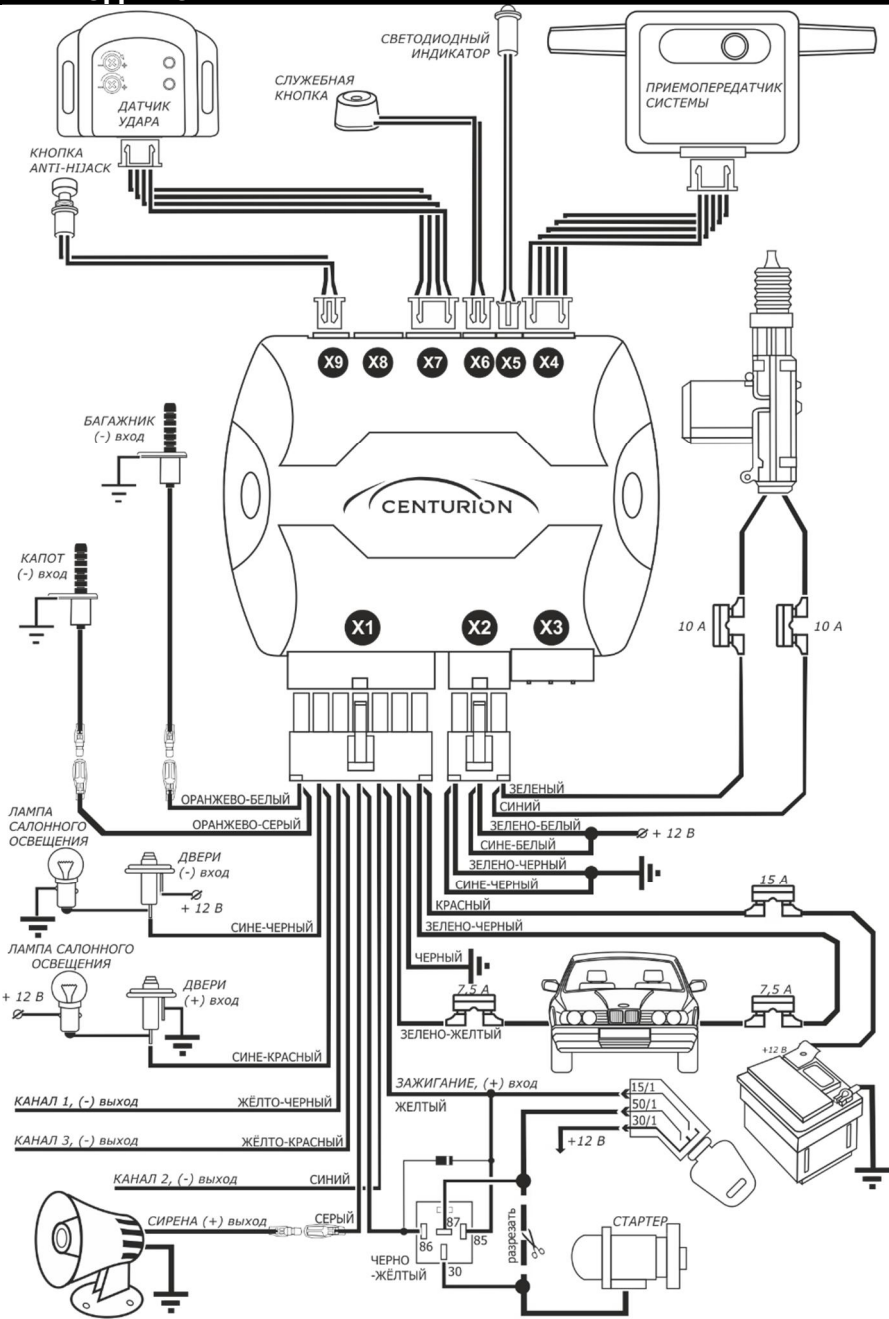 СВЕТОДИОДНЫЙ
ИНДИКАТОР
СЛУЖЕБНАЯ
КНОПКА
ПРИЕМОПЕРЕДАТЧИК
СИСТЕМЫ
ДАТЧИК
УДАРА
КНОПКА
ANTI-HIJACK
X9
X8
X7
X6
X5
X4
БАГАЖНИК
(-) вход
CENTURION
КАПОТ
(-) вход
10 А
10 А
X1
X2
X3
ОРАНЖЕВО-БЕЛЫЙ
ОРАНЖЕВО-СЕРЫЙ
ЗЕЛЕНЫЙ
СИНИЙ
ЗЕЛЕНО-БЕЛЫЙ
+ 12 В
СИНЕ-БЕЛЫЙ
ЗЕЛЕНО-ЧЕРНЫЙ
СИНЕ-ЧЕРНЫЙ
КРАСНЫЙ
15 А
ЗЕЛЕНО-ЧЕРНЫЙ
ЛАМПА
САЛОННОГО
ОСВЕЩЕНИЯ
ДВЕРИ
(-) вход
+ 12 В
СИНЕ-ЧЕРНЫЙ
ЧЕРНЫЙ
ЛАМПА САЛОННОГО
ОСВЕЩЕНИЯ
+ 12 В
ДВЕРИ
(+) вход
7,5 А
7,5 А
ЗЕЛЕНО-ЖЕЛТЫЙ
СИНЕ-КРАСНЫЙ
+12 В
ЗАЖИГАНИЕ, (+) вход
ЖЕЛТЫЙ
15/1
50/1
30/1
+12 В
КАНАЛ 1, (-) выход
ЖЁЛТО-ЧЕРНЫЙ
КАНАЛ 3, (-) выход
ЖЁЛТО-КРАСНЫЙ
КАНАЛ 2, (-) выход
СИНИЙ
СИРЕНА (+) выход
СЕРЫЙ
87
86
85
30
ЧЕРНО
-ЖЁЛТЫЙ
разрезать
СТАРТЕР